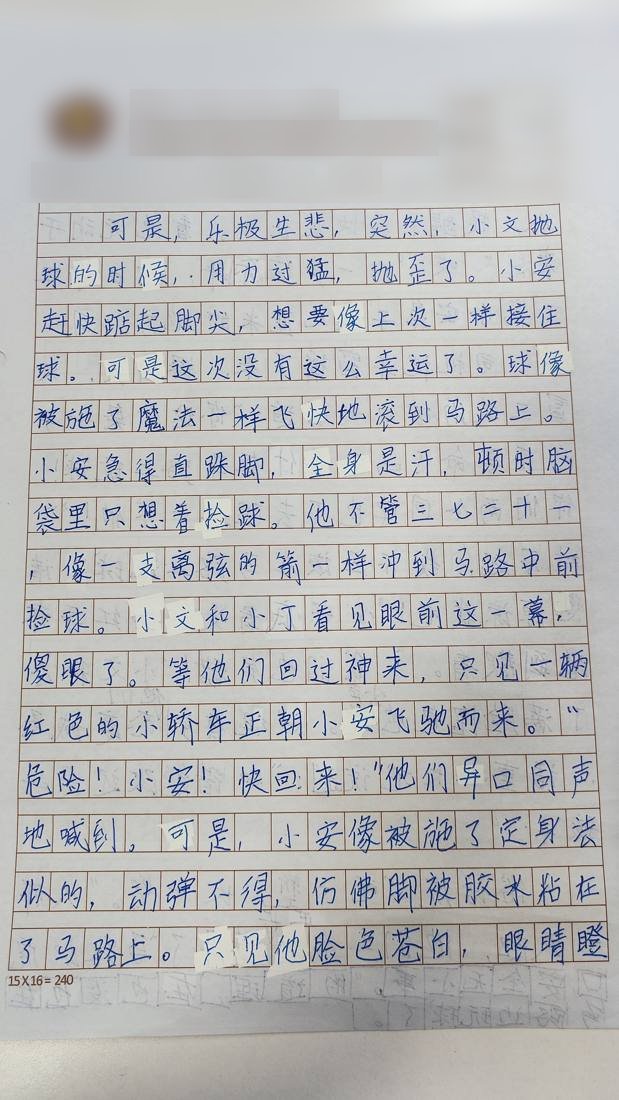 可是，乐极生悲，突然，小文抛
球的时候，用力过猛，抛歪了。小安
赶快踮起脚尖，想要像上次一样接住
球。可是这次没有这么幸运了。球像
被施了魔法一样飞快地滚到马路上。
小安急得直跺脚，全身是汗，顿时脑
袋里只想着捡球。他不管三七二十一
，像一支离弦的箭一样冲到马路中前
捡球。小文和小丁看见眼前这一幕，
傻眼了。等他们回过神来，只见一辆
红色的小轿车正朝小安飞驰而来。“
危险！小安！快回来！”他们异口同声
地喊到。可是，小安像被施了定身法
似的，动弹不得，仿佛脚被胶水粘在
了马路上。只见他脸色苍白，眼睛瞪
15X16=240